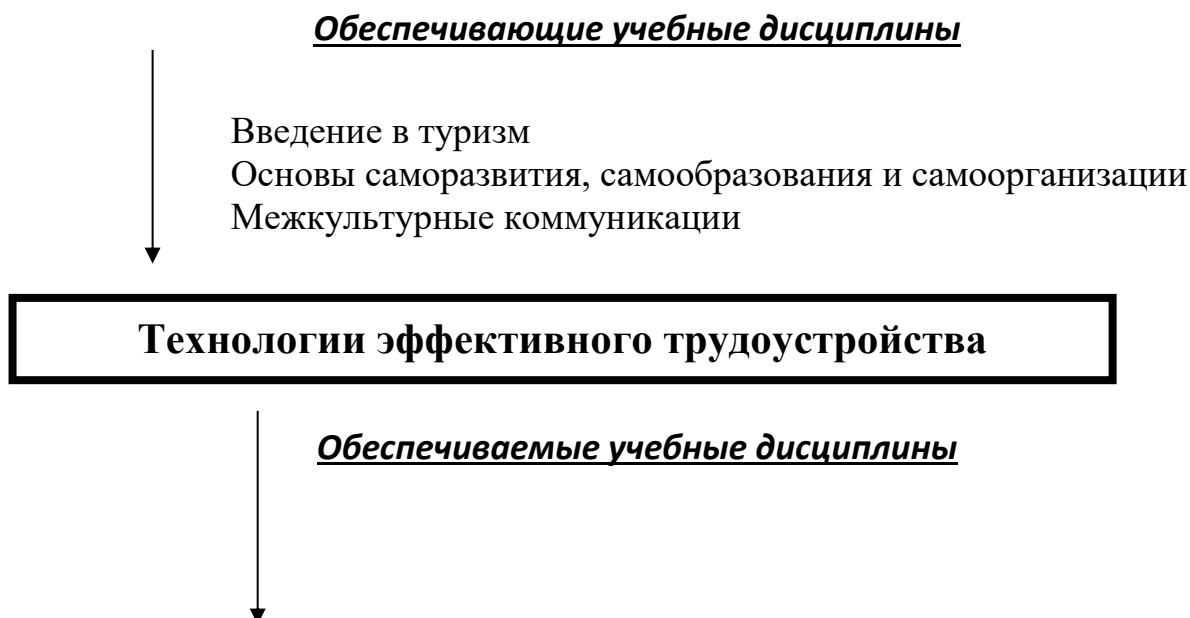 Обеспечивающие учебные дисциплины
Введение в туризм
Основы саморазвития, самообразования и самоорганизации
Межкультурные коммуникации
Технологии эффективного трудоустройства
Обеспечиваемые учебные дисциплины